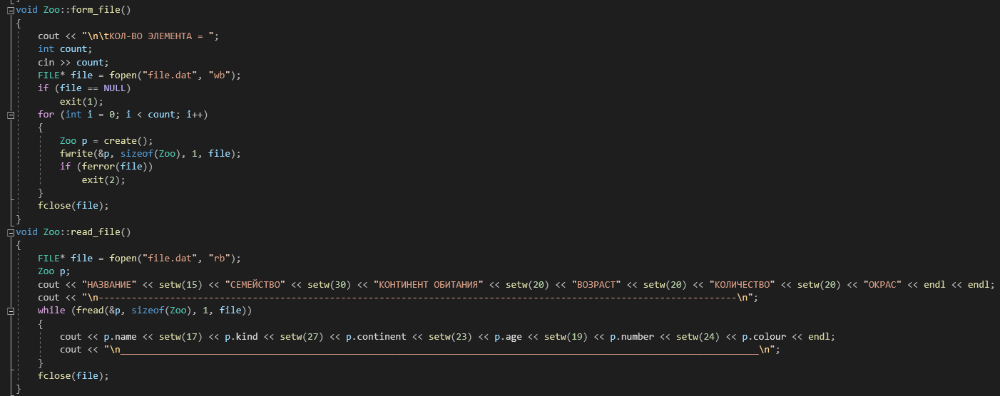 void Zoo::form_file()
{
    cout << "\n\tКОЛ-ВО ЭЛЕМЕНТА = ";
    int count;
    cin >> count;
    FILE* file = fopen("file.dat", "wb");
    if (file == NULL)
        exit(1);
    for (int i = 0; i < count; i++)
    {
        Zoo p = create();
        fwrite(&p, sizeof(Zoo), 1, file);
        if (ferror(file))
            exit(2);
    }
    fclose(file);
}
void Zoo::read_file()
{
    FILE* file = fopen("file.dat", "rb");
    Zoo p;
    cout << "НАЗВАНИЕ" << setw(15) << "СЕМЕЙСТВО" << setw(30) << "КОНТИНЕНТ ОБИТАНИЯ" << setw(20) << "ВОЗРАСТ" << setw(20) << "КОЛИЧЕСТВО" << setw(20) << "ОКРАС" << endl << endl;
    cout << "\n---------------------------------------------------------------------------------------------------------------------\n";
    while (fread(&p, sizeof(Zoo), 1, file))
    {
        cout << p.name << setw(17) << p.kind << setw(27) << p.continent << setw(23) << p.age << setw(19) << p.number << setw(24) << p.colour << endl;
        cout << "\n_____________________________________________________________________________________________________________________\n";
    }
    fclose(file);
}